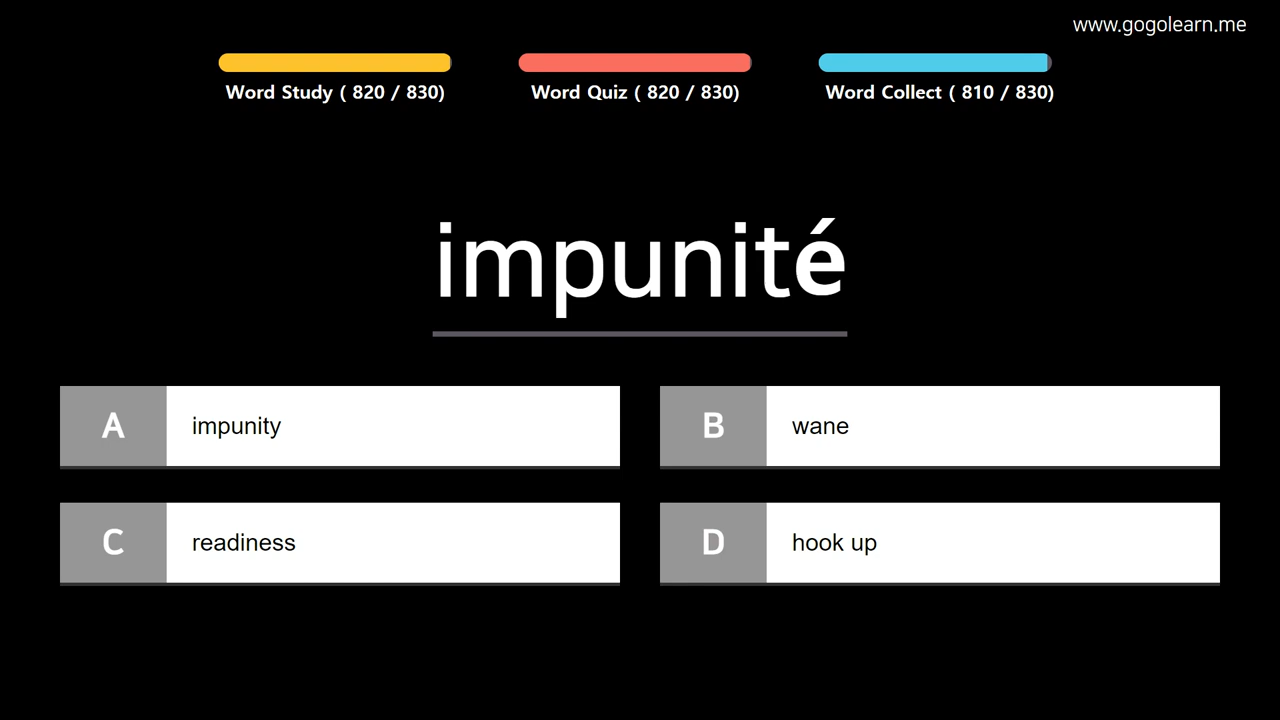 www.gogolearn.me
Word Study ( 820 / 830)
Word Quiz ( 820 / 830)
Word Collect ( 810 / 830)
impunité
A impunity
B wane
C readiness
D hook up